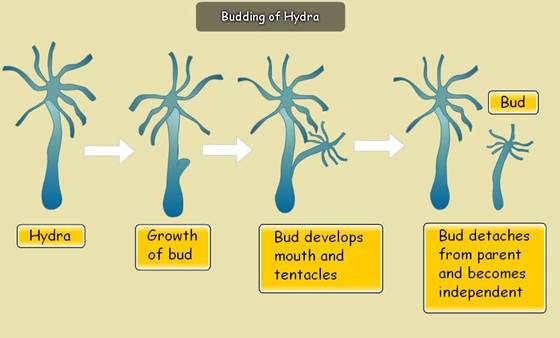 Budding of Hydra
Bud
Hydra
Growth
of bud
Bud develops
mouth and
tentacles
Bud detaches
from parent
and becomes
independent